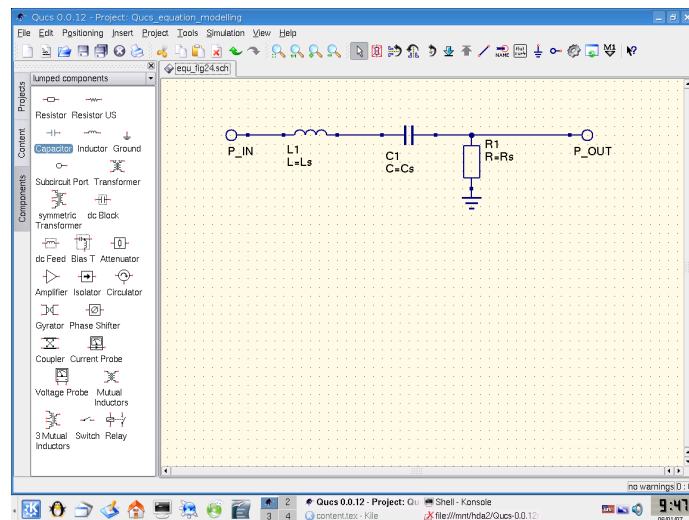 Qucs 0.0.12 - Project: Qucs_equation_modelling
File Edit Positioning Insert Project Tools Simulation View Help
NAME
equ_fig24.sch
Projects
Content
Components
lumped components
Resistor Resistor US
Capacitor Inductor Ground
Subcircuit Port Transformer
symmetric Transformer
dc Block
dc Feed Bias T Attenuator
Amplifier Isolator Circulator
Gyrator Phase Shifter
Coupler Current Probe
Voltage Probe Mutual Inductors
3 Mutual Inductors
Switch Relay
P_IN
L1
L=Ls
C1
C=Cs
R1
R=Rs
P_OUT
no warnings 0 :
1 2
3 4
Qucs 0.0.12 - Project: Qu
Shell - Konsole
content.tex - Kile
file:///mnt/hda2/Qucs-0.0.12
9:47